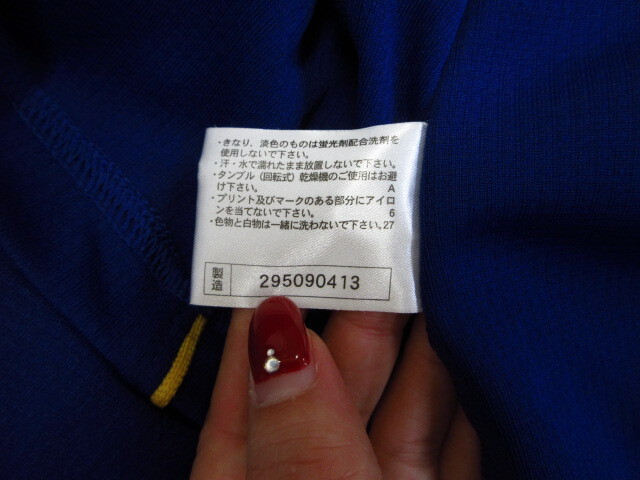 ・きなり、淡色のものは蛍光剤配合洗剤を
使用しないで下さい。
・汗・水で濡れたまま放置しないで下さい。
・タンブル（回転式）乾燥機のご使用はお避
け下さい。 A
・プリント及びマークのある部分にアイロ
ンを当てないで下さい。 6
・色物と白物は一緒に洗わないで下さい。27
製造 295090413